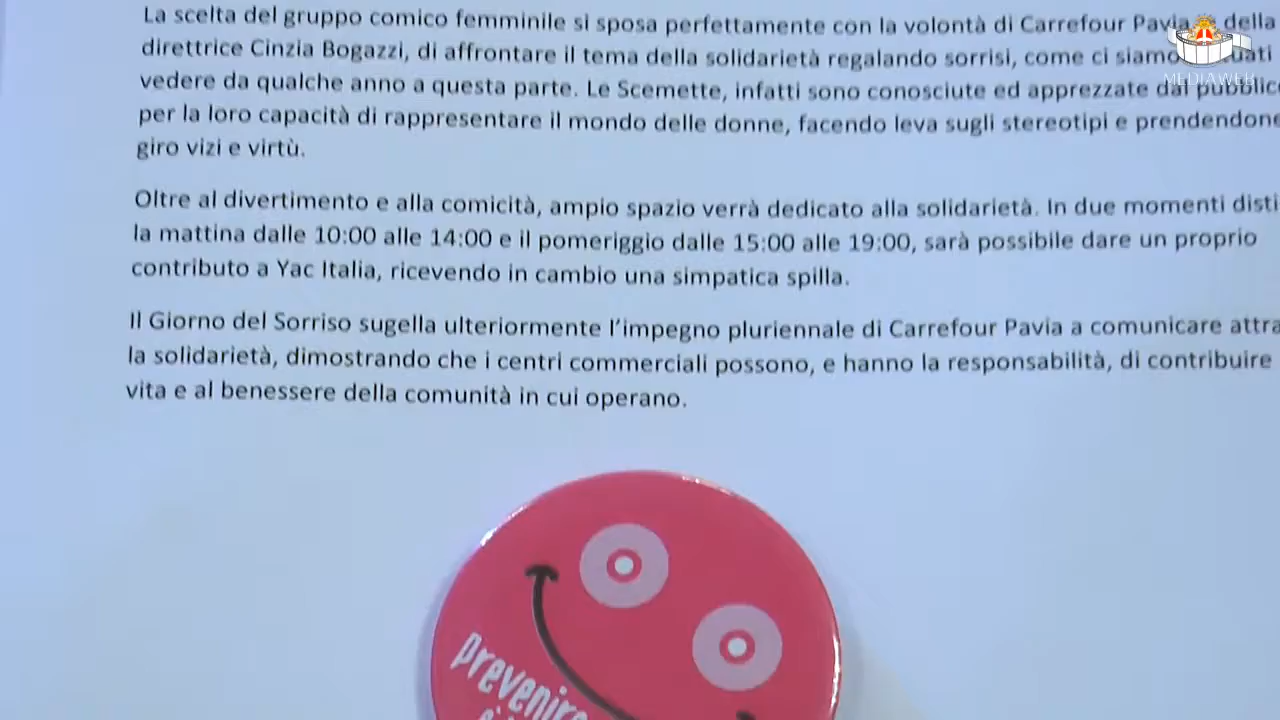 La scelta del gruppo comico femminile si sposa perfettamente con la volontà di Carrefour Pavia e della
direttrice Cinzia Bogazzi, di affrontare il tema della solidarietà regalando sorrisi, come ci siamo
vedere da qualche anno a questa parte. Le Scemette, infatti sono conosciute ed apprezzate dal pubblico
per la loro capacità di rappresentare il mondo delle donne, facendo leva sugli stereotipi e prendendone
giro vizi e virtù.
Oltre al divertimento e alla comicità, ampio spazio verrà dedicato alla solidarietà. In due momenti disti
la mattina dalle 10:00 alle 14:00 e il pomeriggio dalle 15:00 alle 19:00, sarà possibile dare un proprio
contributo a Yac Italia, ricevendo in cambio una simpatica spilla.
Il Giorno del Sorriso sugella ulteriormente l'impegno pluriennale di Carrefour Pavia a comunicare attra
la solidarietà, dimostrando che i centri commerciali possono, e hanno la responsabilità, di contribuire
vita e al benessere della comunità in cui operano.
prevenire
MEDIAWEB